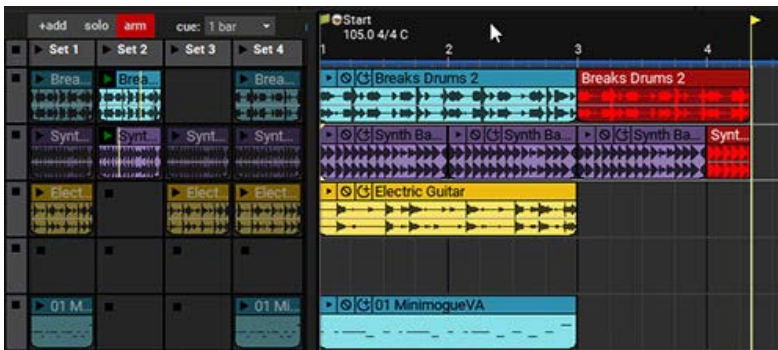 +add solo arm cue: 1 bar
Start
105.0 4/4 C
Set 1 Set 2 Set 3 Set 4
1 2 3 4
Brea... Brea... Brea...
Breaks Drums 2 Breaks Drums 2
Synt... Synt... Synt... Synt...
Synth Ba... Synth Ba... Synth Ba... Synt...
Elect... Elect... Elect...
Electric Guitar
01 M... 01 Mi...
01 MinimogueVA